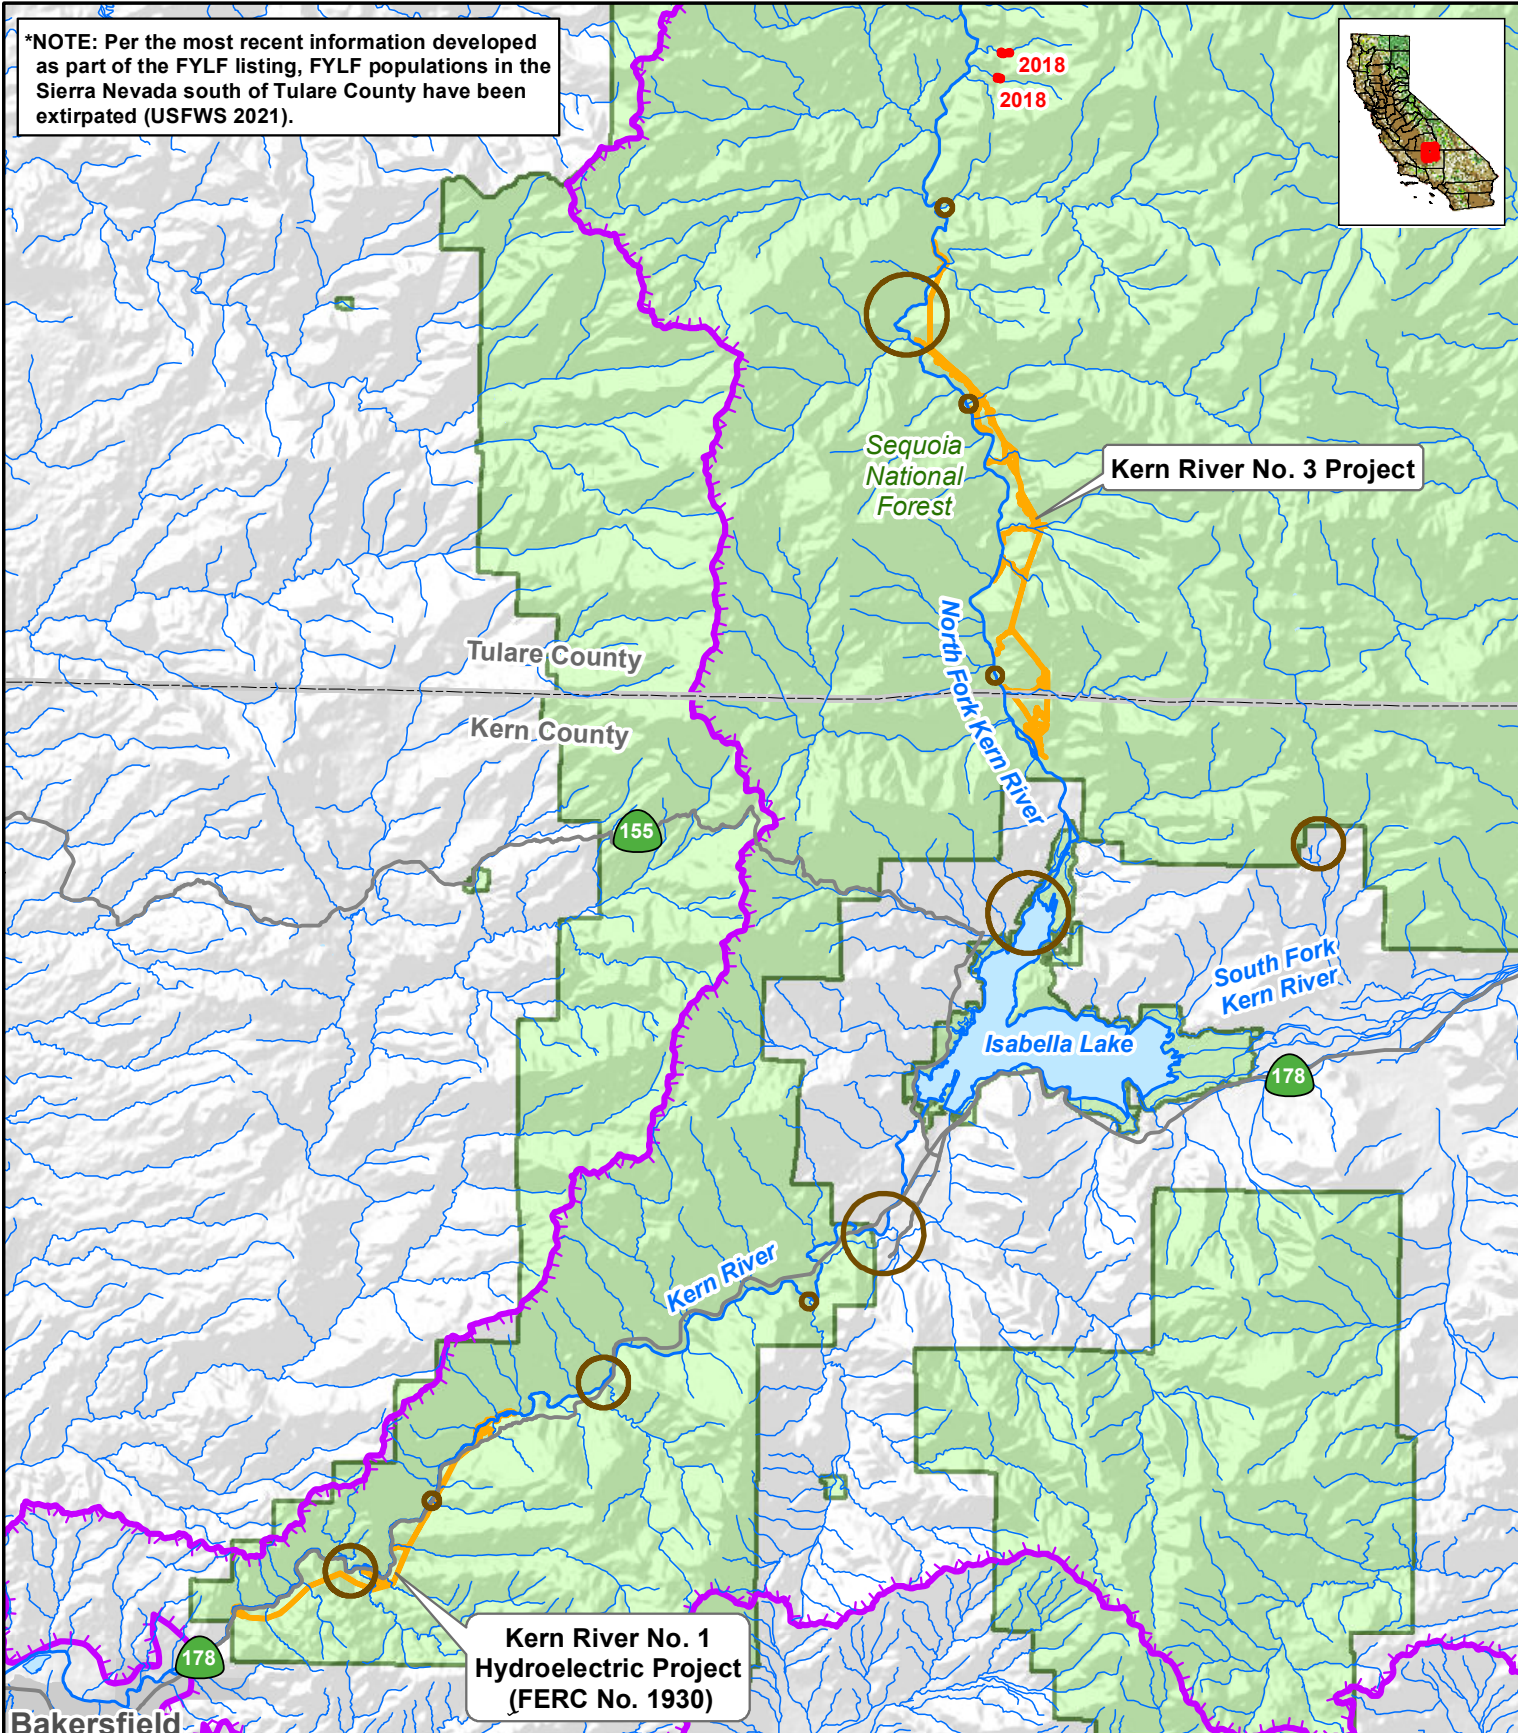 *NOTE: Per the most recent information developed
as part of the FYLF listing, FYLF populations in the
Sierra Nevada south of Tulare County have been
extirpated (USFWS 2021).
2018
2018
Sequoia
National
Forest
Kern River No. 3 Project
North Fork Kern River
Tulare County
Kern County
155
South Fork
Kern River
Isabella Lake
178
Kern River
Kern River No. 1
Hydroelectric Project
(FERC No. 1930)
178
Bakersfield